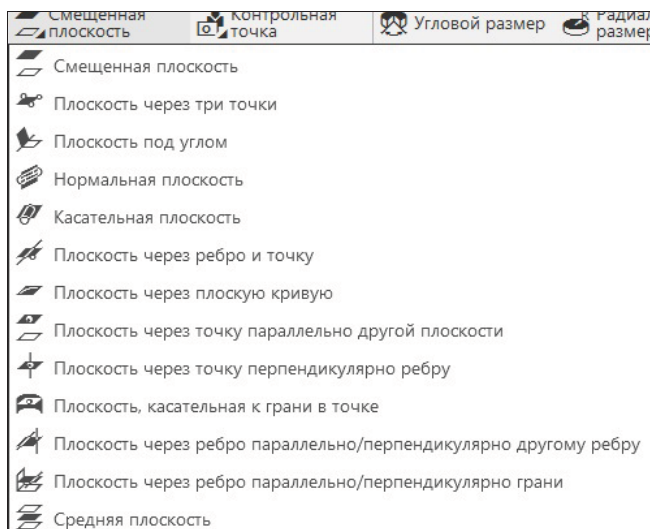 Смещенная
плоскость
Контрольная
точка
Угловой размер
Смещенная плоскость
Плоскость через три точки
Плоскость под углом
Нормальная плоскость
Касательная плоскость
Плоскость через ребро и точку
Плоскость через плоскую кривую
Плоскость через точку параллельно другой плоскости
Плоскость через точку перпендикулярно ребру
Плоскость, касательная к грани в точке
Плоскость через ребро параллельно/перпендикулярно другому ребру
Плоскость через ребро параллельно/перпендикулярно грани
Средняя плоскость